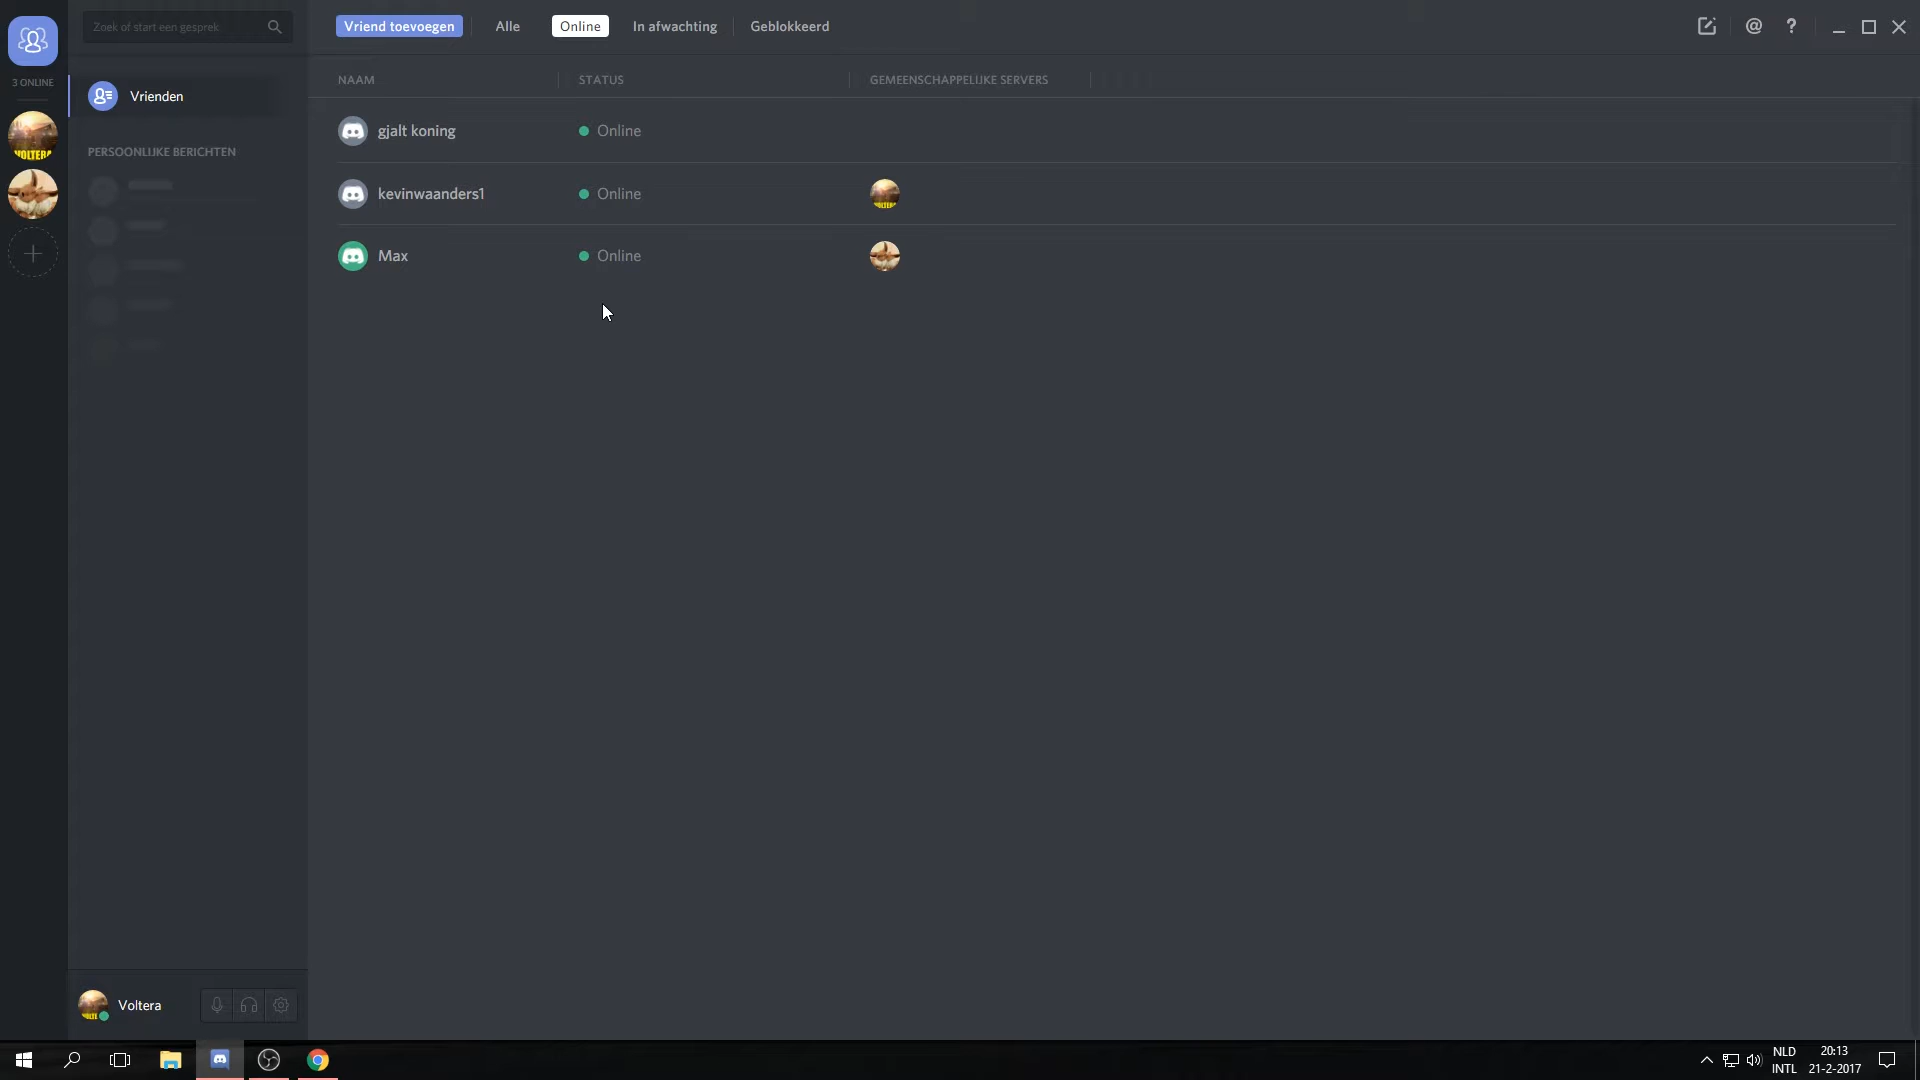 Zoek of start een gesprek
Vriend toevoegen
Alle
Online
In afwachting
Geblokkeerd
3 ONLINE
Vrienden
PERSOONLIJKE BERICHTEN
NAAM
STATUS
GEMEENSCHAPPELIJKE SERVERS
gjalt koning
Online
kevinwaanders1
Online
Max
Online
VOLTERA
Voltera
NLD
INTL
20:13
21-2-2017